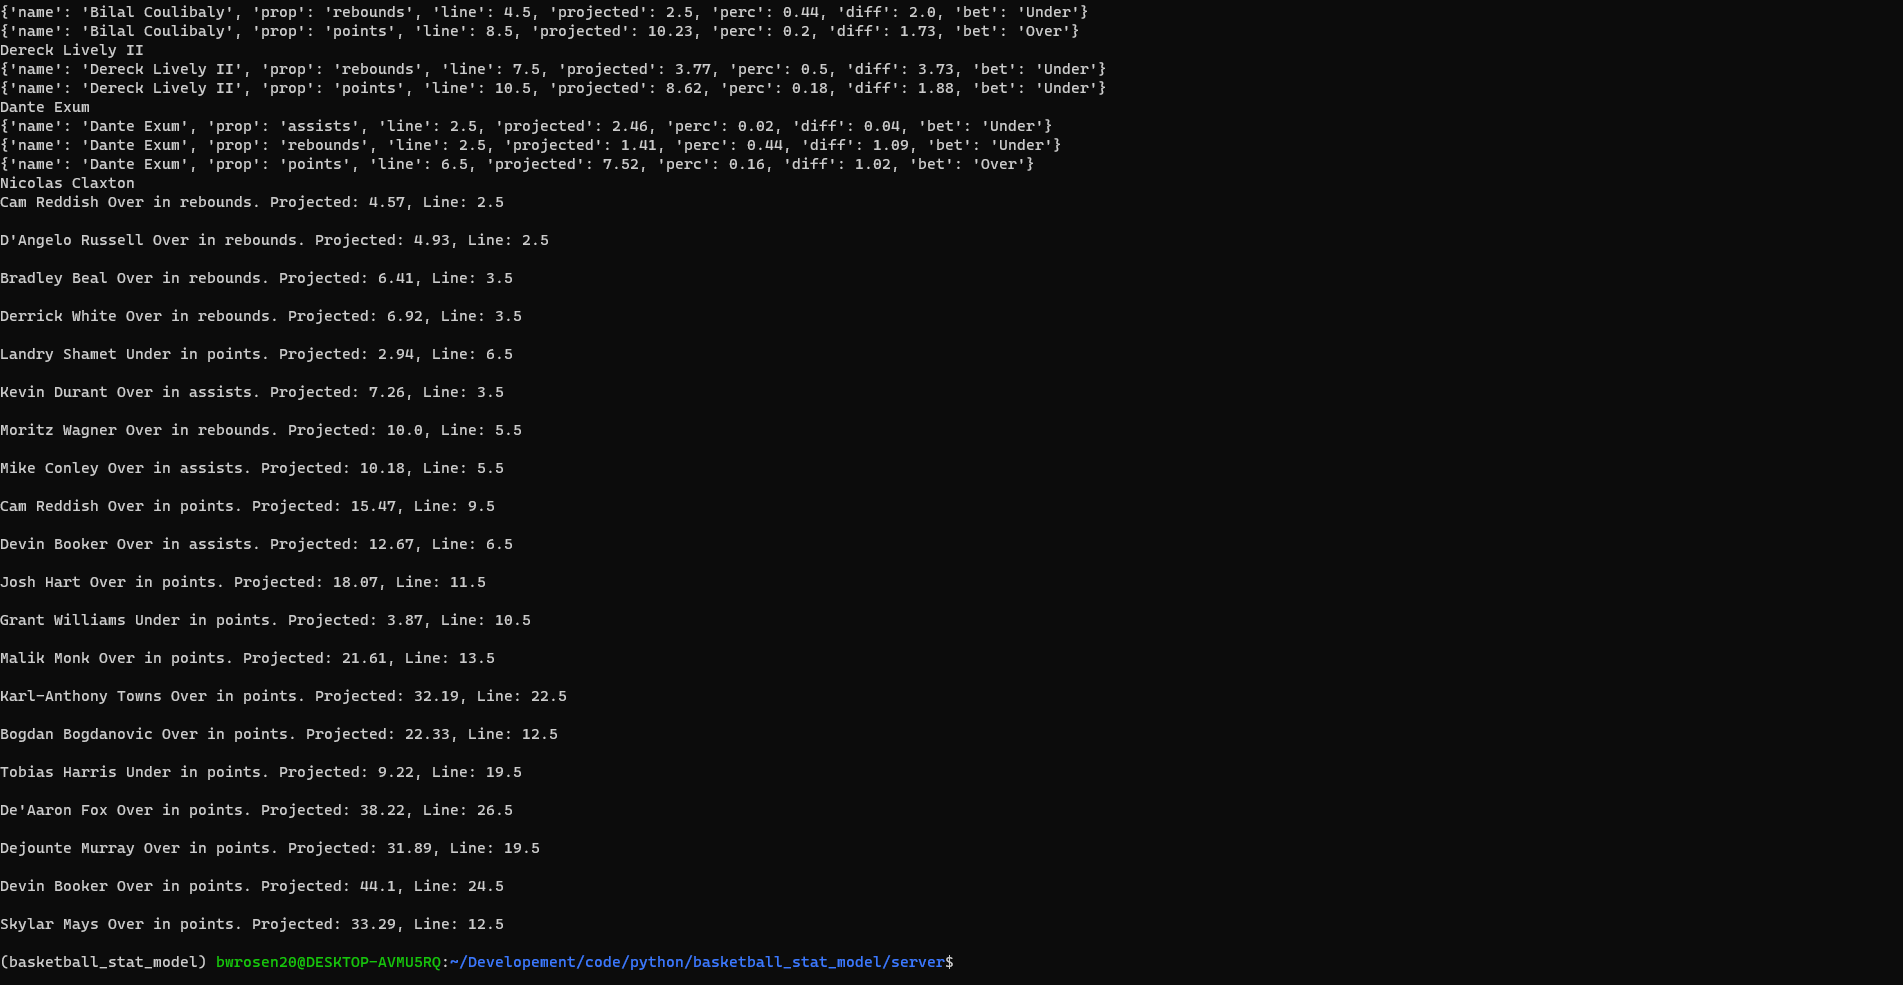 {'name': 'Bilal Coulibaly', 'prop': 'rebounds', 'line': 4.5, 'projected': 2.5, 'perc': 0.44, 'diff': 2.0, 'bet': 'Under'}
{'name': 'Bilal Coulibaly', 'prop': 'points', 'line': 8.5, 'projected': 10.23, 'perc': 0.2, 'diff': 1.73, 'bet': 'Over'}
Dereck Lively II
{'name': 'Dereck Lively II', 'prop': 'rebounds', 'line': 7.5, 'projected': 3.77, 'perc': 0.5, 'diff': 3.73, 'bet': 'Under'}
{'name': 'Dereck Lively II', 'prop': 'points', 'line': 10.5, 'projected': 8.62, 'perc': 0.18, 'diff': 1.88, 'bet': 'Under'}
Dante Exum
{'name': 'Dante Exum', 'prop': 'assists', 'line': 2.5, 'projected': 2.46, 'perc': 0.02, 'diff': 0.04, 'bet': 'Under'}
{'name': 'Dante Exum', 'prop': 'rebounds', 'line': 2.5, 'projected': 1.41, 'perc': 0.44, 'diff': 1.09, 'bet': 'Under'}
{'name': 'Dante Exum', 'prop': 'points', 'line': 6.5, 'projected': 7.52, 'perc': 0.16, 'diff': 1.02, 'bet': 'Over'}
Nicolas Claxton
Cam Reddish Over in rebounds. Projected: 4.57, Line: 2.5
D'Angelo Russell Over in rebounds. Projected: 4.93, Line: 2.5
Bradley Beal Over in rebounds. Projected: 6.41, Line: 3.5
Derrick White Over in rebounds. Projected: 6.92, Line: 3.5
Landry Shamet Under in points. Projected: 2.94, Line: 6.5
Kevin Durant Over in assists. Projected: 7.26, Line: 3.5
Moritz Wagner Over in rebounds. Projected: 10.0, Line: 5.5
Mike Conley Over in assists. Projected: 10.18, Line: 5.5
Cam Reddish Over in points. Projected: 15.47, Line: 9.5
Devin Booker Over in assists. Projected: 12.67, Line: 6.5
Josh Hart Over in points. Projected: 18.07, Line: 11.5
Grant Williams Under in points. Projected: 3.87, Line: 10.5
Malik Monk Over in points. Projected: 21.61, Line: 13.5
Karl-Anthony Towns Over in points. Projected: 32.19, Line: 22.5
Bogdan Bogdanovic Over in points. Projected: 22.33, Line: 12.5
Tobias Harris Under in points. Projected: 9.22, Line: 19.5
De'Aaron Fox Over in points. Projected: 38.22, Line: 26.5
Dejounte Murray Over in points. Projected: 31.89, Line: 19.5
Devin Booker Over in points. Projected: 44.1, Line: 24.5
Skylar Mays Over in points. Projected: 33.29, Line: 12.5
(basketball_stat_model) bwrosen20@DESKTOP-AVMU5RQ:~/Developement/code/python/basketball_stat_model/server$